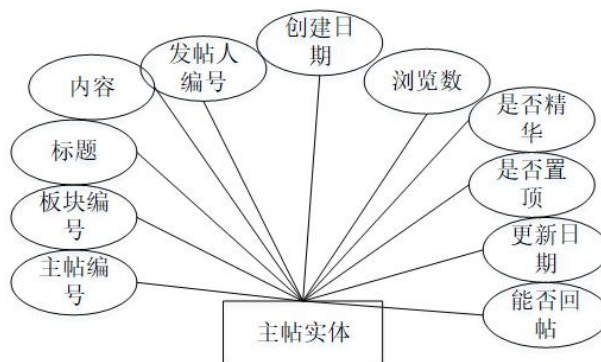 创建日
期
发帖人
编号
内容
浏览数
是否精
华
标题
是否置
顶
板块编
号
更新日
期
主帖编
号
能否回
帖
主帖实体